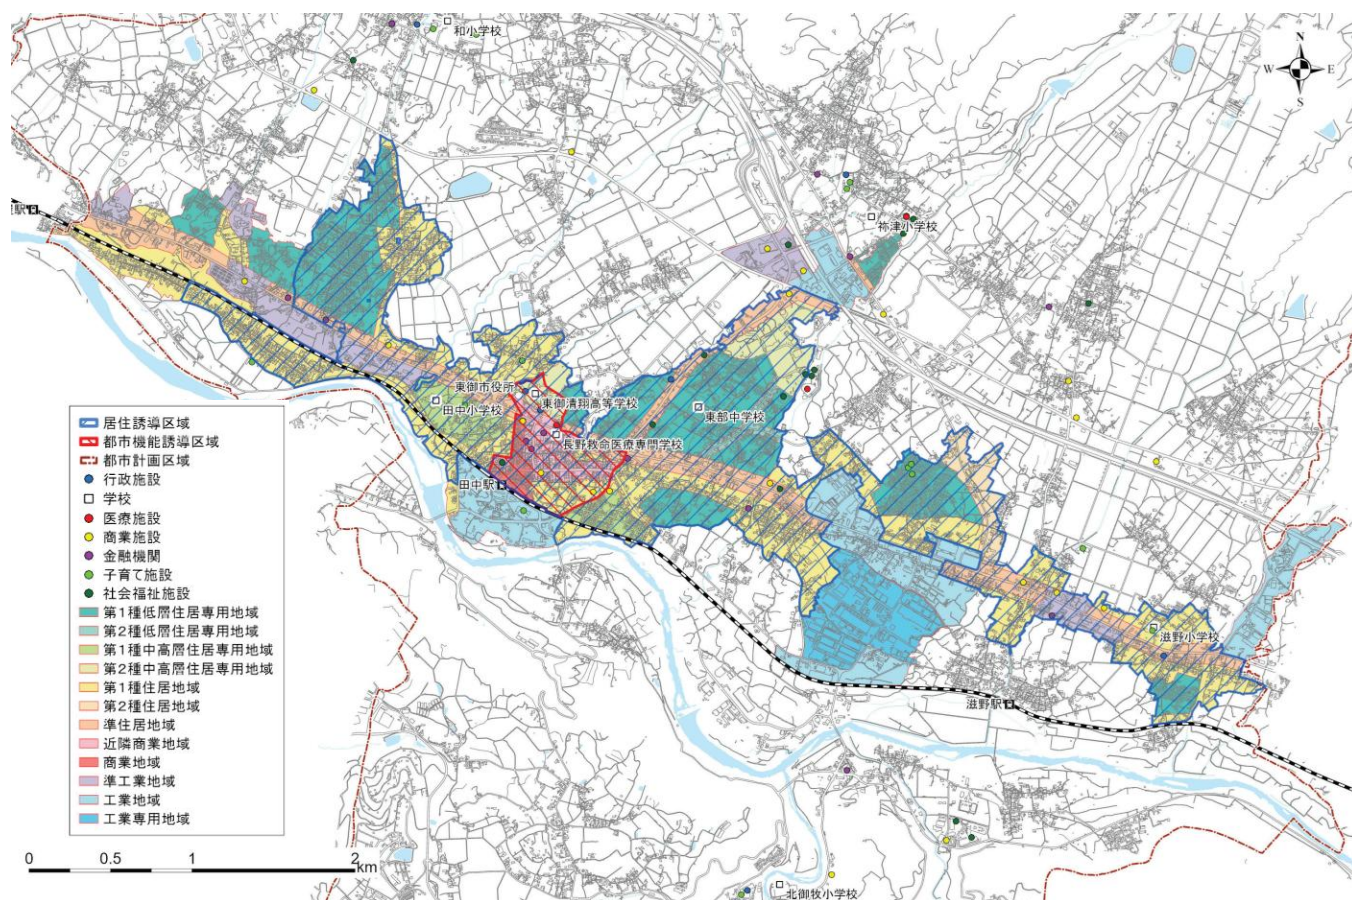 和小学校
N
W
E
S
祢津小学校
駅
東御市役所
東御清翔高等学校
田中小学校
東部中学校
長野救命医療専門学校
田中駅
滋野小学校
滋野駅
北御牧小学校
居住誘導区域
都市機能誘導区域
都市計画区域
行政施設
学校
医療施設
商業施設
金融機関
子育て施設
社会福祉施設
第1種低層住居専用地域
第2種低層住居専用地域
第1種中高層住居専用地域
第2種中高層住居専用地域
第1種住居地域
第2種住居地域
準住居地域
近隣商業地域
商業地域
準工業地域
工業地域
工業専用地域
0 0.5 1 2
km